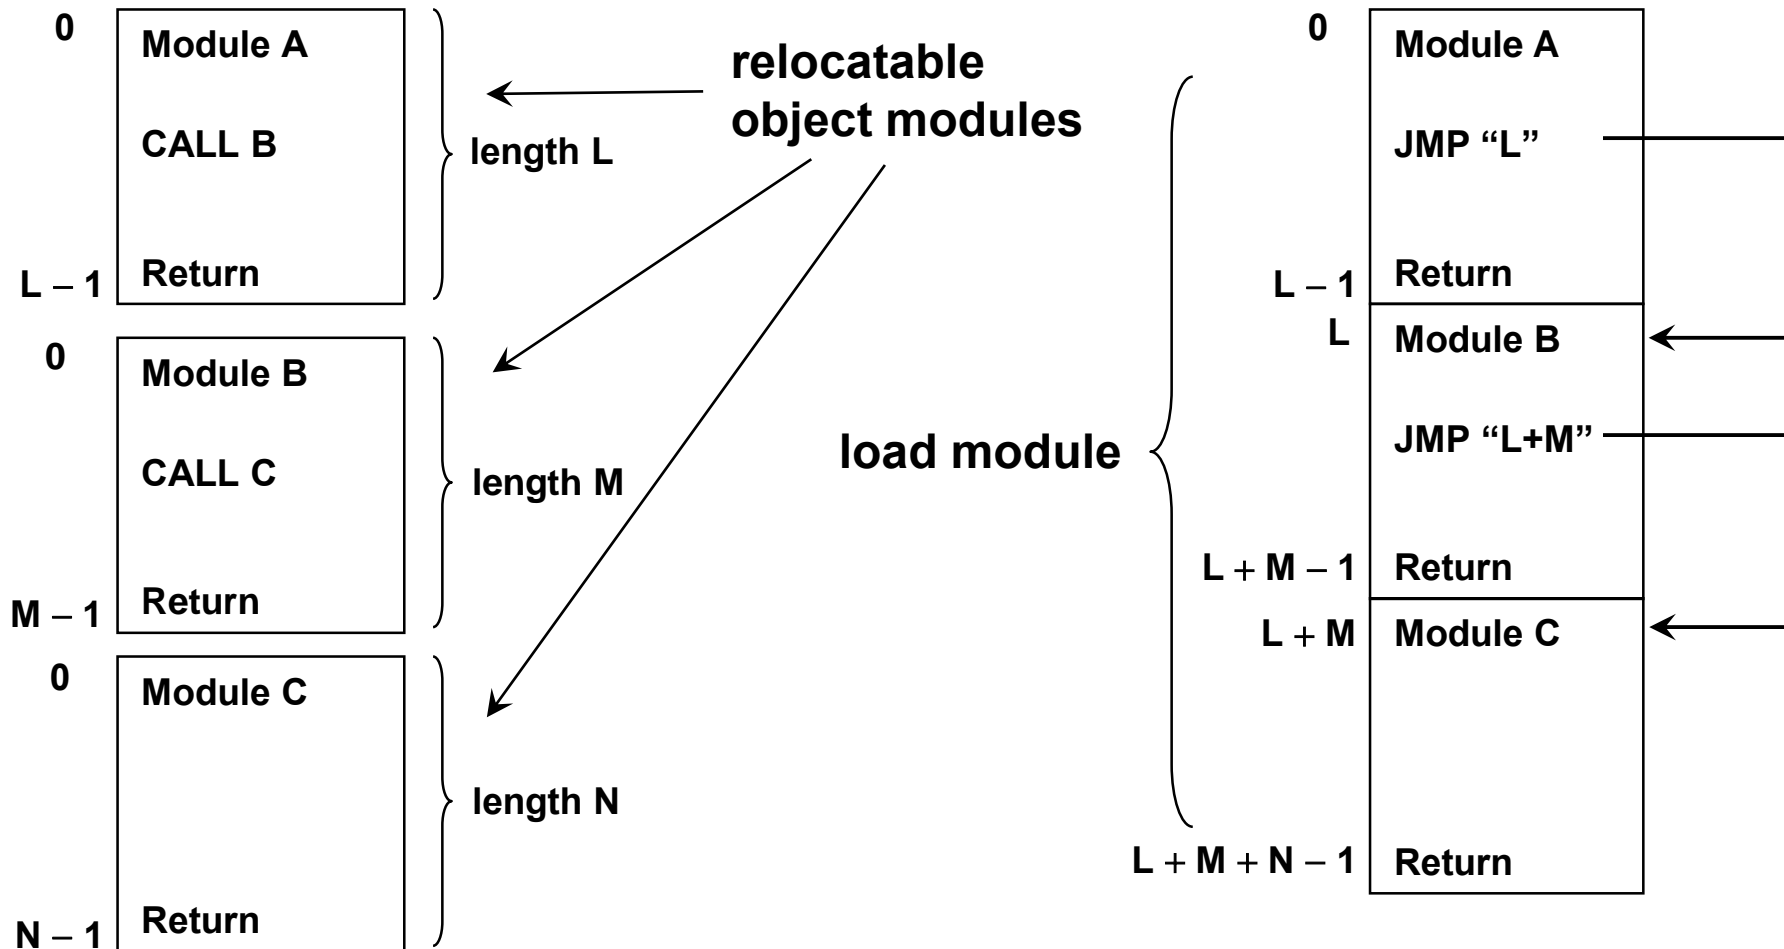 0
Module A
CALL B
Return
L – 1
length L
0
Module B
CALL C
Return
M – 1
length M
0
Module C
Return
N – 1
length N
relocatable
object modules
load module
0
Module A
JMP “L”
Return
L – 1
L
Module B
JMP “L+M”
Return
L + M – 1
L + M
Module C
Return
L + M + N – 1